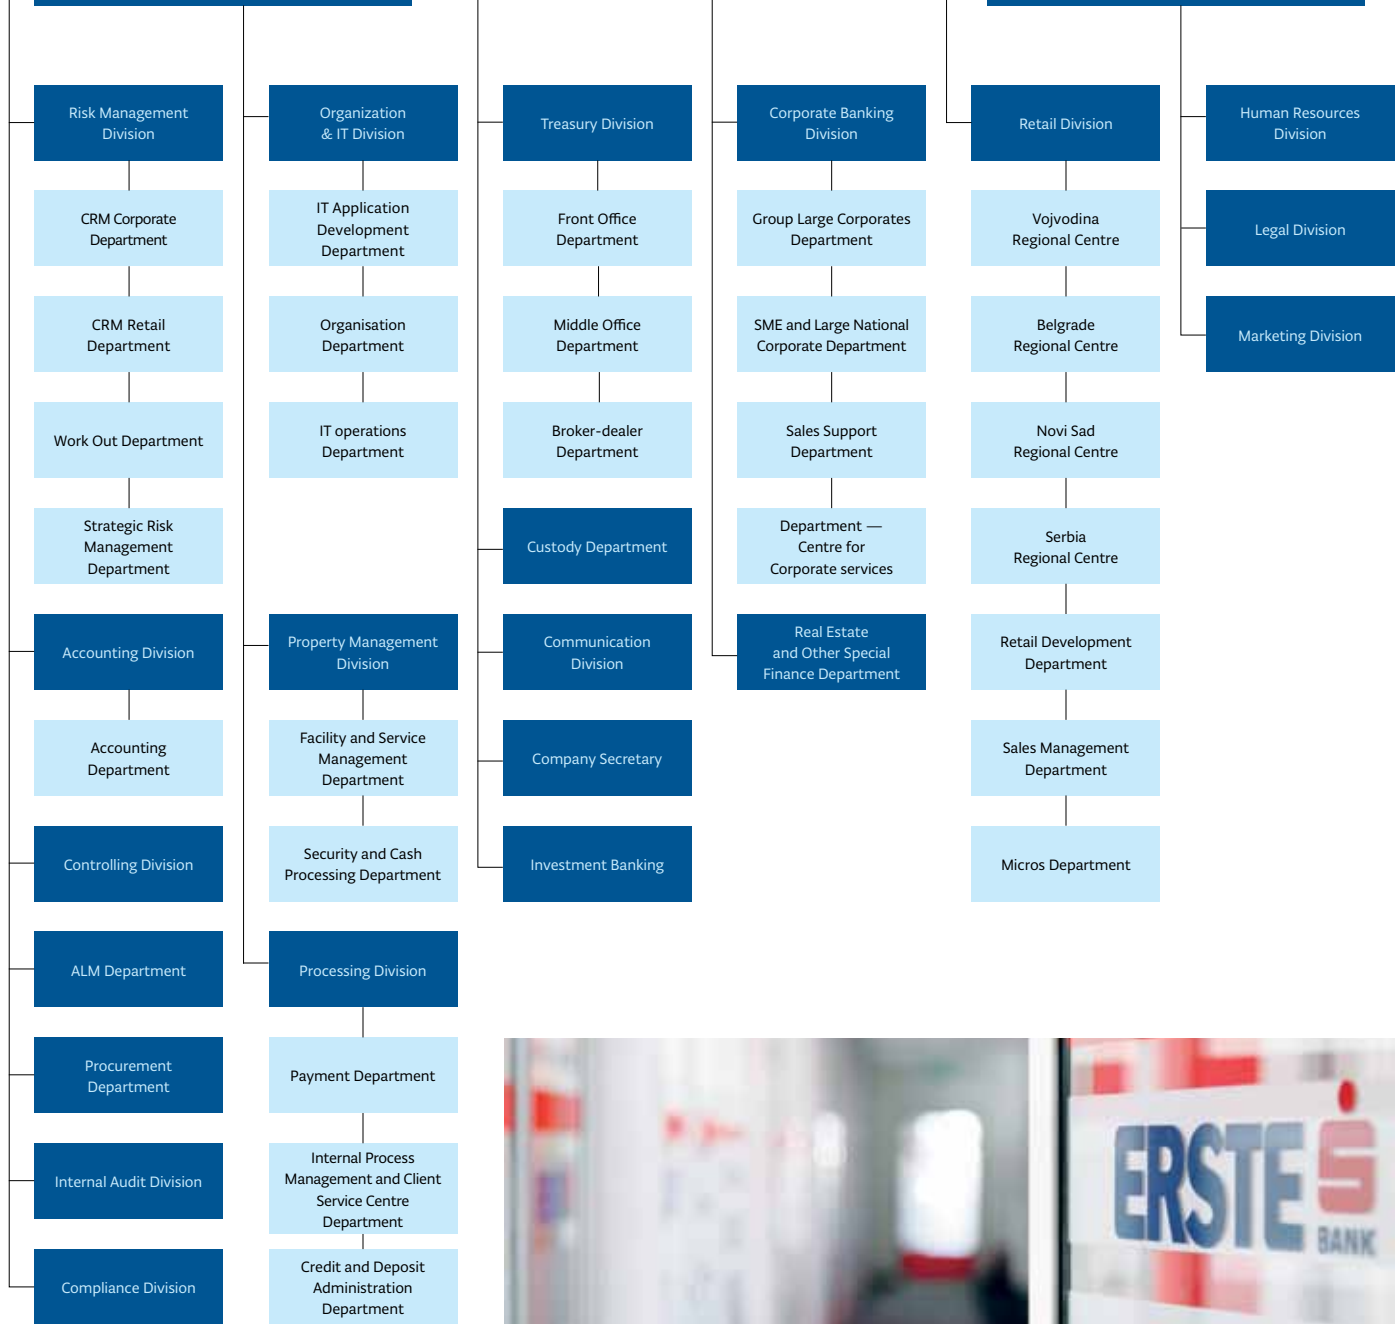 Risk Management
Division
CRM Corporate
Department
CRM Retail
Department
Work Out Department
Strategic Risk
Management
Department
Accounting Division
Accounting
Department
Controlling Division
ALM Department
Procurement
Department
Internal Audit Division
Compliance Division
Organization
& IT Division
IT Application
Development
Department
Organisation
Department
IT operations
Department
Property Management
Division
Facility and Service
Management
Department
Security and Cash
Processing Department
Processing Division
Payment Department
Internal Process
Management and Client
Service Centre
Department
Credit and Deposit
Administration
Department
Treasury Division
Front Office
Department
Middle Office
Department
Broker-dealer
Department
Custody Department
Communication
Division
Company Secretary
Investment Banking
Corporate Banking
Division
Group Large Corporates
Department
SME and Large National
Corporate Department
Sales Support
Department
Department —
Centre for
Corporate services
Real Estate
and Other Special
Finance Department
Retail Division
Vojvodina
Regional Centre
Belgrade
Regional Centre
Novi Sad
Regional Centre
Serbia
Regional Centre
Retail Development
Department
Sales Management
Department
Micros Department
Human Resources
Division
Legal Division
Marketing Division
ERSTE
BANK